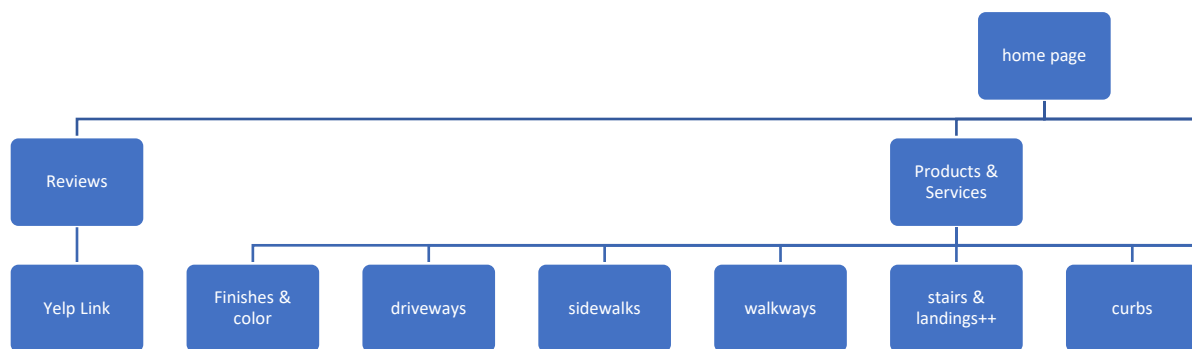 home page
Reviews
Products &
Services
Yelp Link
Finishes &
color
driveways
sidewalks
walkways
stairs &
landings++
curbs